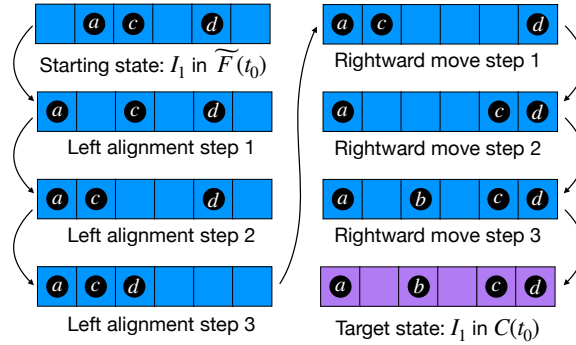 a c d
Starting state: I₁ in F̃(t₀)
a c d
Left alignment step 1
a c d
Left alignment step 2
a c d
Left alignment step 3
a c d
Rightward move step 1
a c d
Rightward move step 2
a b c d
Rightward move step 3
a b c d
Target state: I₁ in C(t₀)